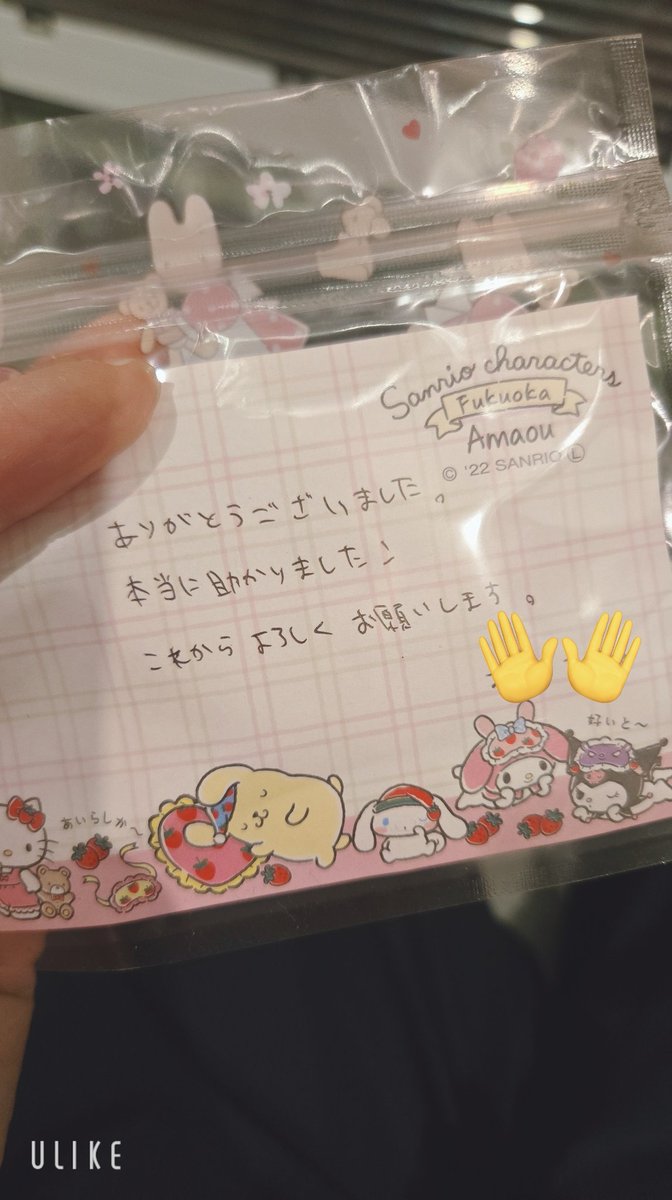 Sanrio characters
Fukuoka
Amaou
© '22 SANRIO Ⓛ
ありがとうございました。
本当に助かりました!
これから よろしく お願いします。
ないと〜
あいらしか〜
ULIKE